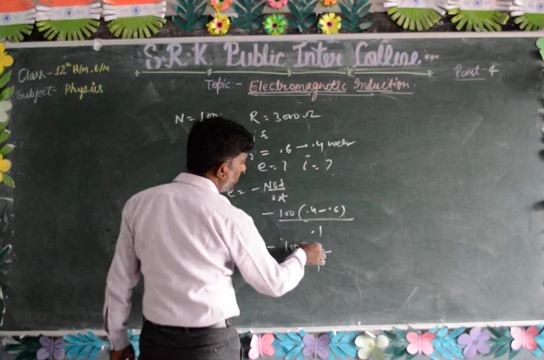 S.R.K. Public Inter College
Class:- 12th H/M, E/M
Subject:- Physics
Topic:- Electromagnetic Induction.
Part-4
N = 100 R = 3000 Ω
= .6 → .4 weber
e = ? i = ?
e = - Ndφ/dt
- 100 (.4 - .6)
.1